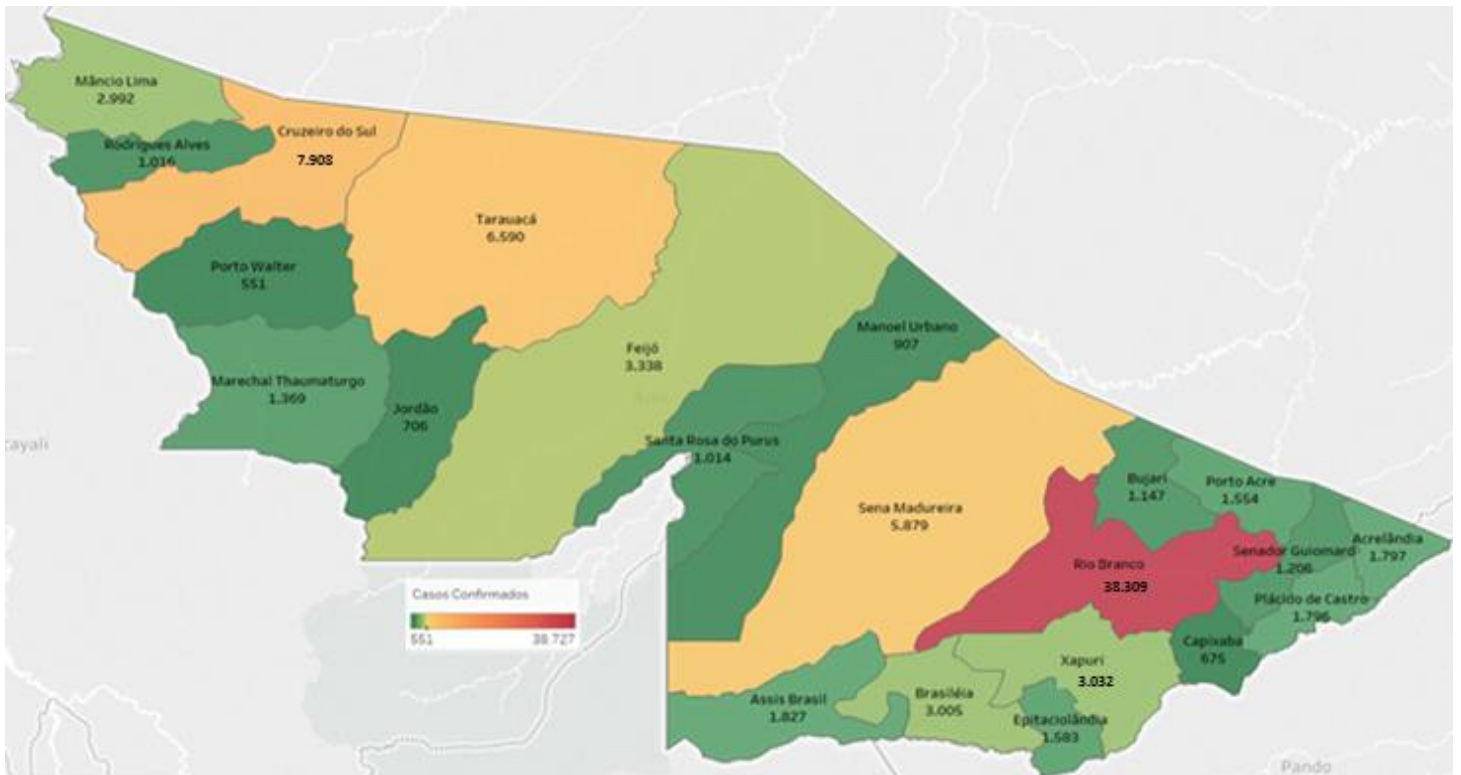 Mâncio Lima
2.992
Cruzeiro do Sul
7.908
Rodrigues Alves
1.016
Tarauacá
6.590
Porto Walter
551
Manoel Urbano
907
Feijó
3.338
Marechal Thaumaturgo
1.369
Jordão
706
cayali
Santa Rosa do Purus
1.014
Sena Madureira
5.879
Bujari
1.147
Porto Acre
1.554
Acrelândia
1.797
Senador Guiomard
1.206
Rio Branco
38.309
Plácido de Castro
1.796
Casos Confirmados
551
38.727
Capixaba
675
Xapuri
3.032
Assis Brasil
1.827
Brasiléia
3.005
Epitaciolândia
1.583
Pando